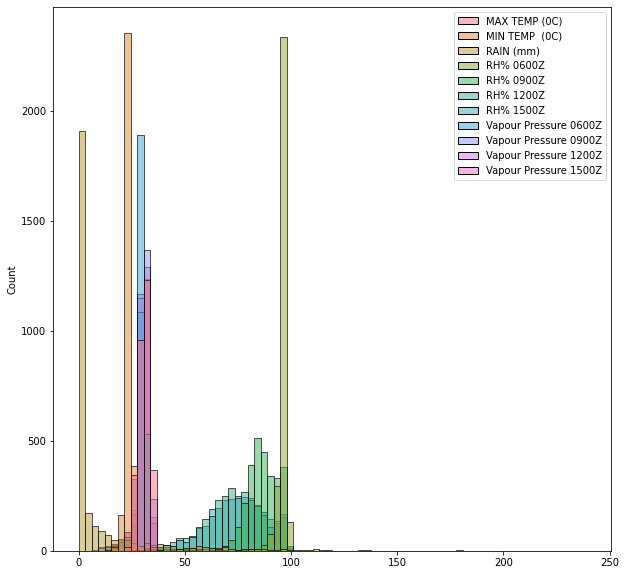 MAX TEMP (0C)
MIN TEMP  (0C)
RAIN (mm)
RH% 0600Z
RH% 0900Z
RH% 1200Z
RH% 1500Z
Vapour Pressure 0600Z
Vapour Pressure 0900Z
Vapour Pressure 1200Z
Vapour Pressure 1500Z
2000
1500
Count
1000
500
0
0 50 100 150 200 250